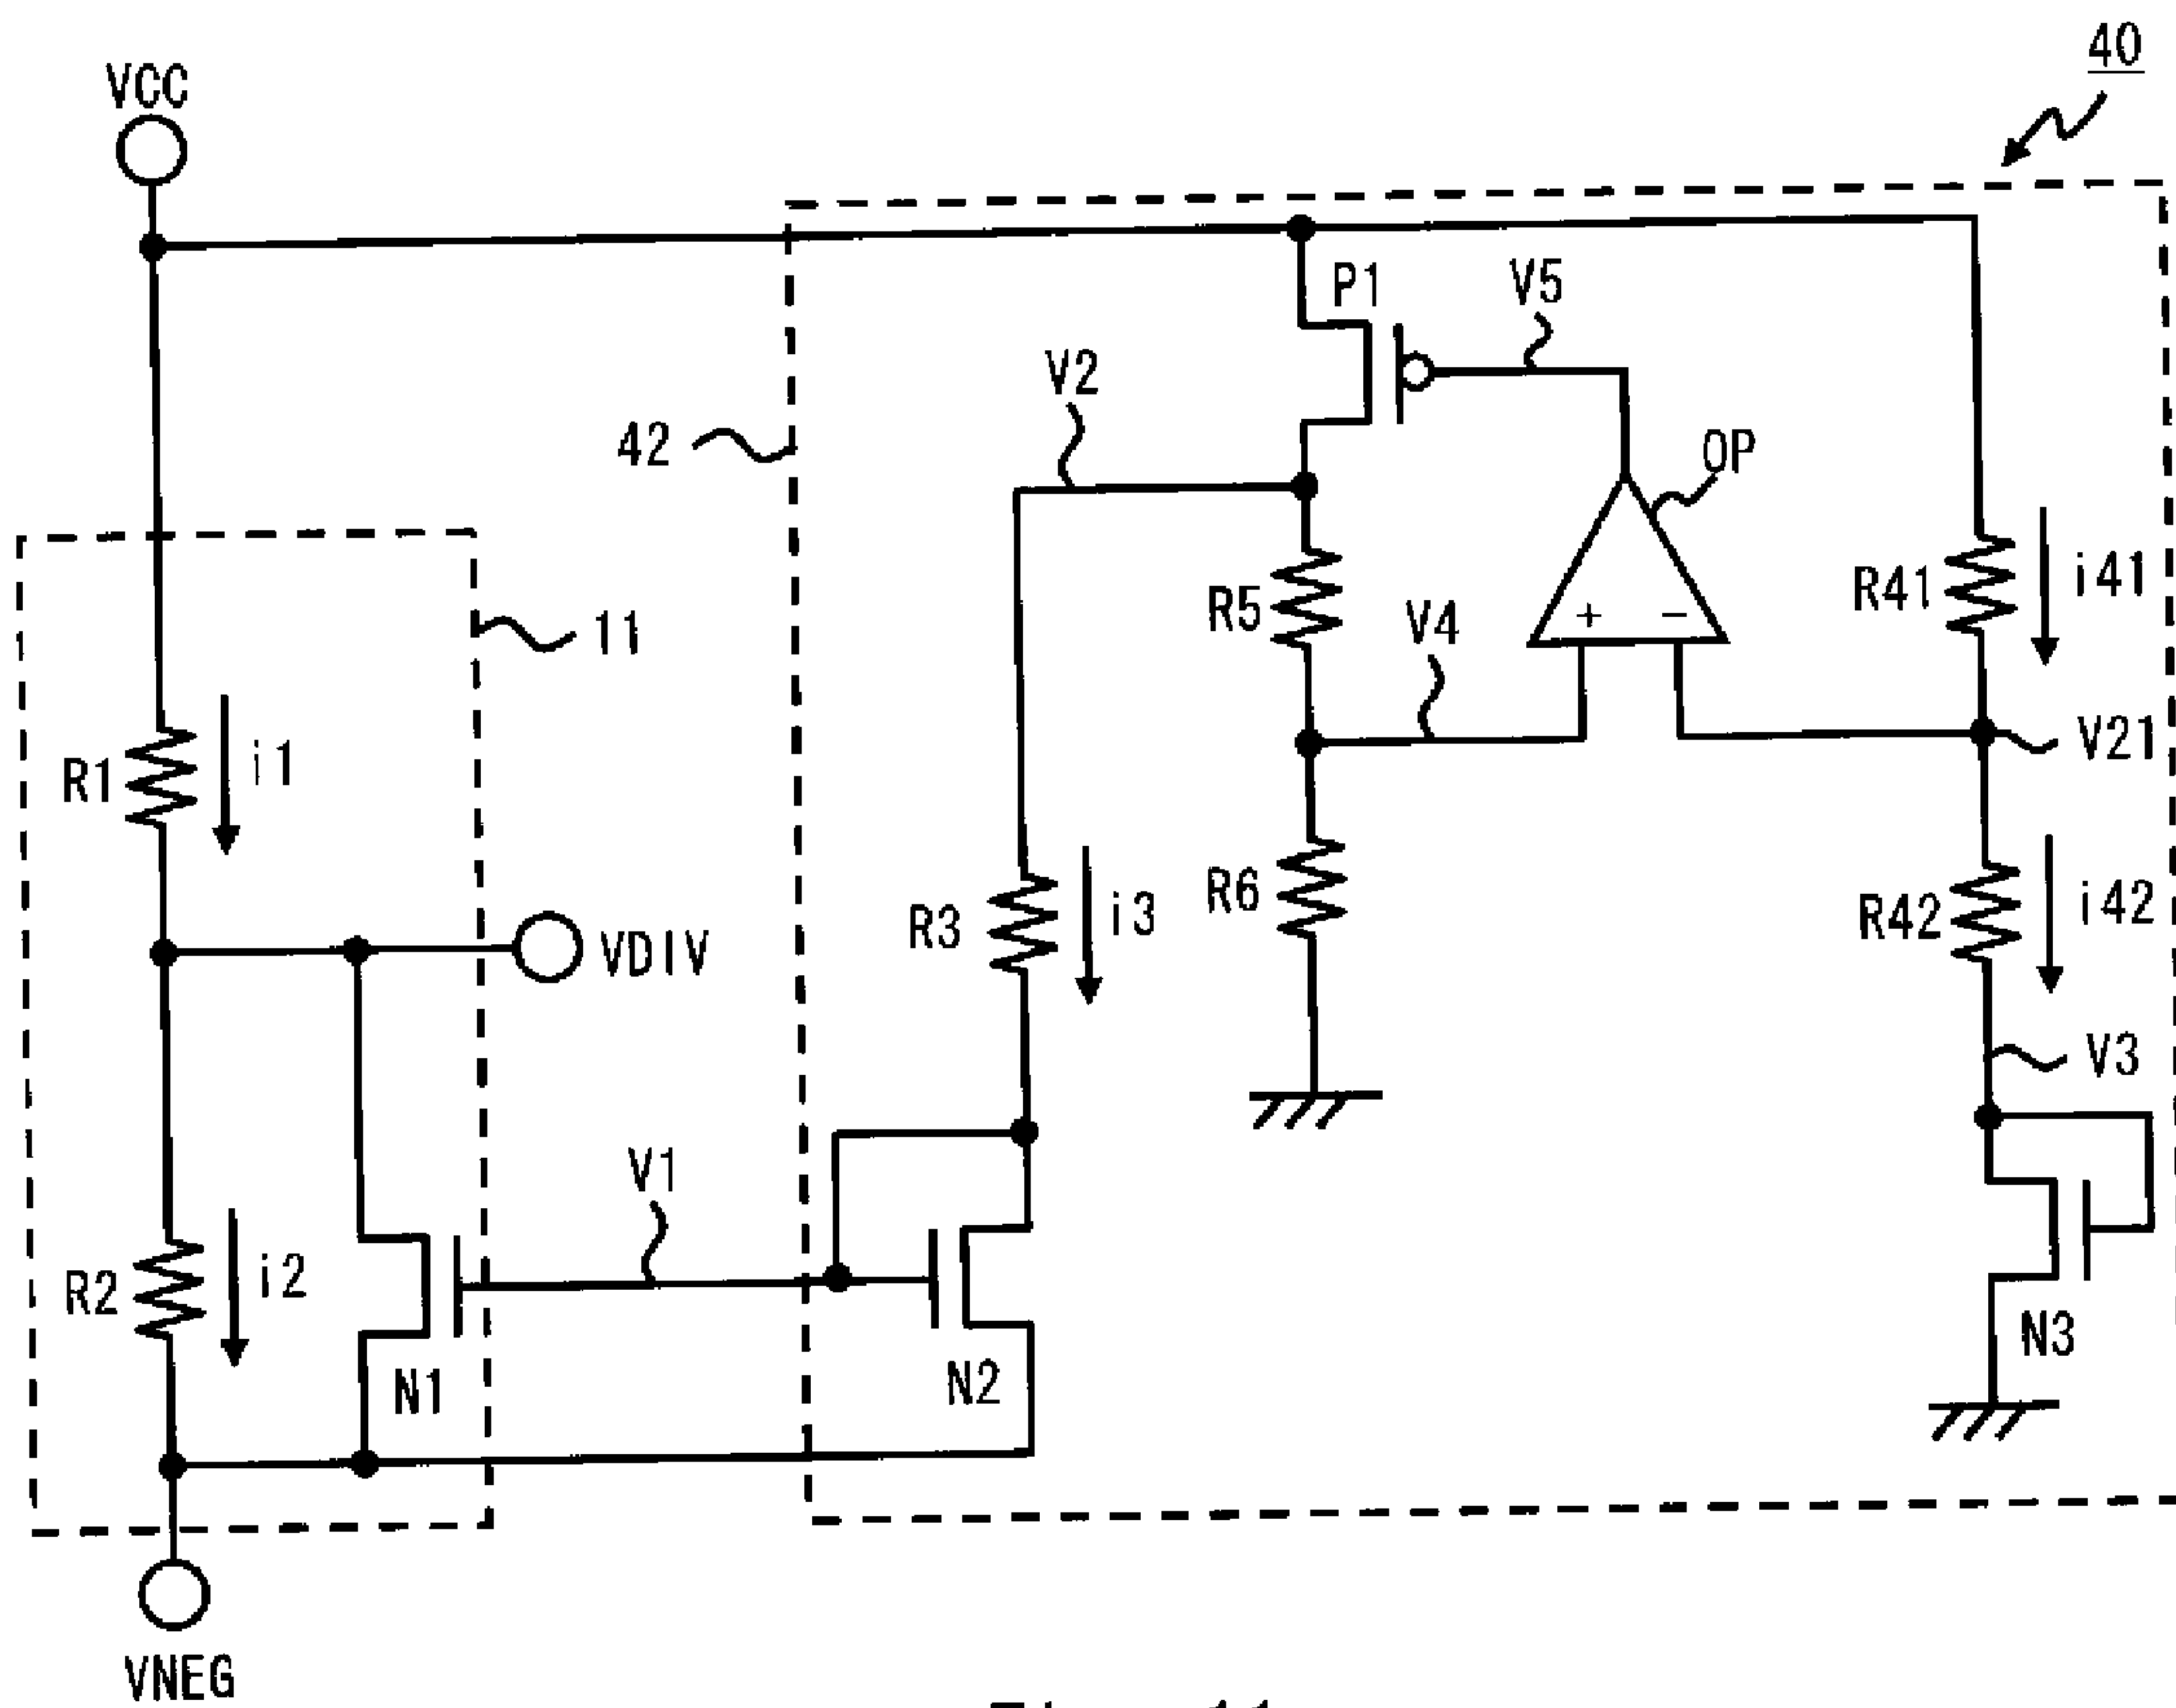 40
VCC
P1
V5
V2
42
OP
R5
+
-
R41
i41
11
V4
R1
i1
V21
R6
R3
i3
R42
i42
VDIV
V3
V1
R2
i2
N1
N2
N3
VNEG